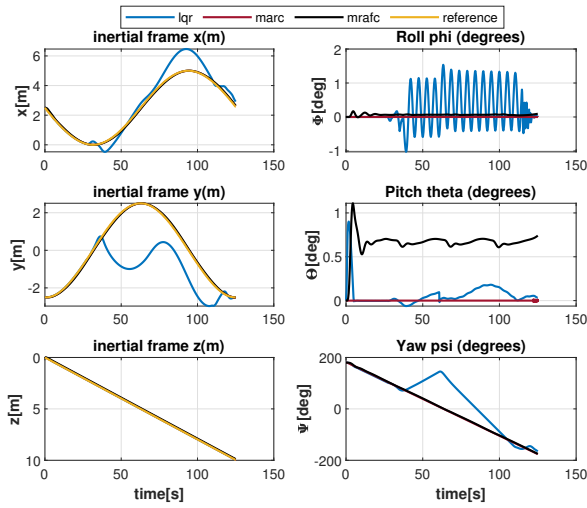 lqr marc mrafc reference
inertial frame x(m)
x[m]
6
4
2
0
0 50 100 150
Roll phi (degrees)
Φ[deg]
2
1
0
-1
0 50 100 150
inertial frame y(m)
y[m]
2
0
-2
0 50 100 150
Pitch theta (degrees)
Θ[deg]
1
0.5
0
0 50 100 150
inertial frame z(m)
z[m]
0
5
10
0 50 100 150
time[s]
Yaw psi (degrees)
Ψ[deg]
200
0
-200
0 50 100 150
time[s]